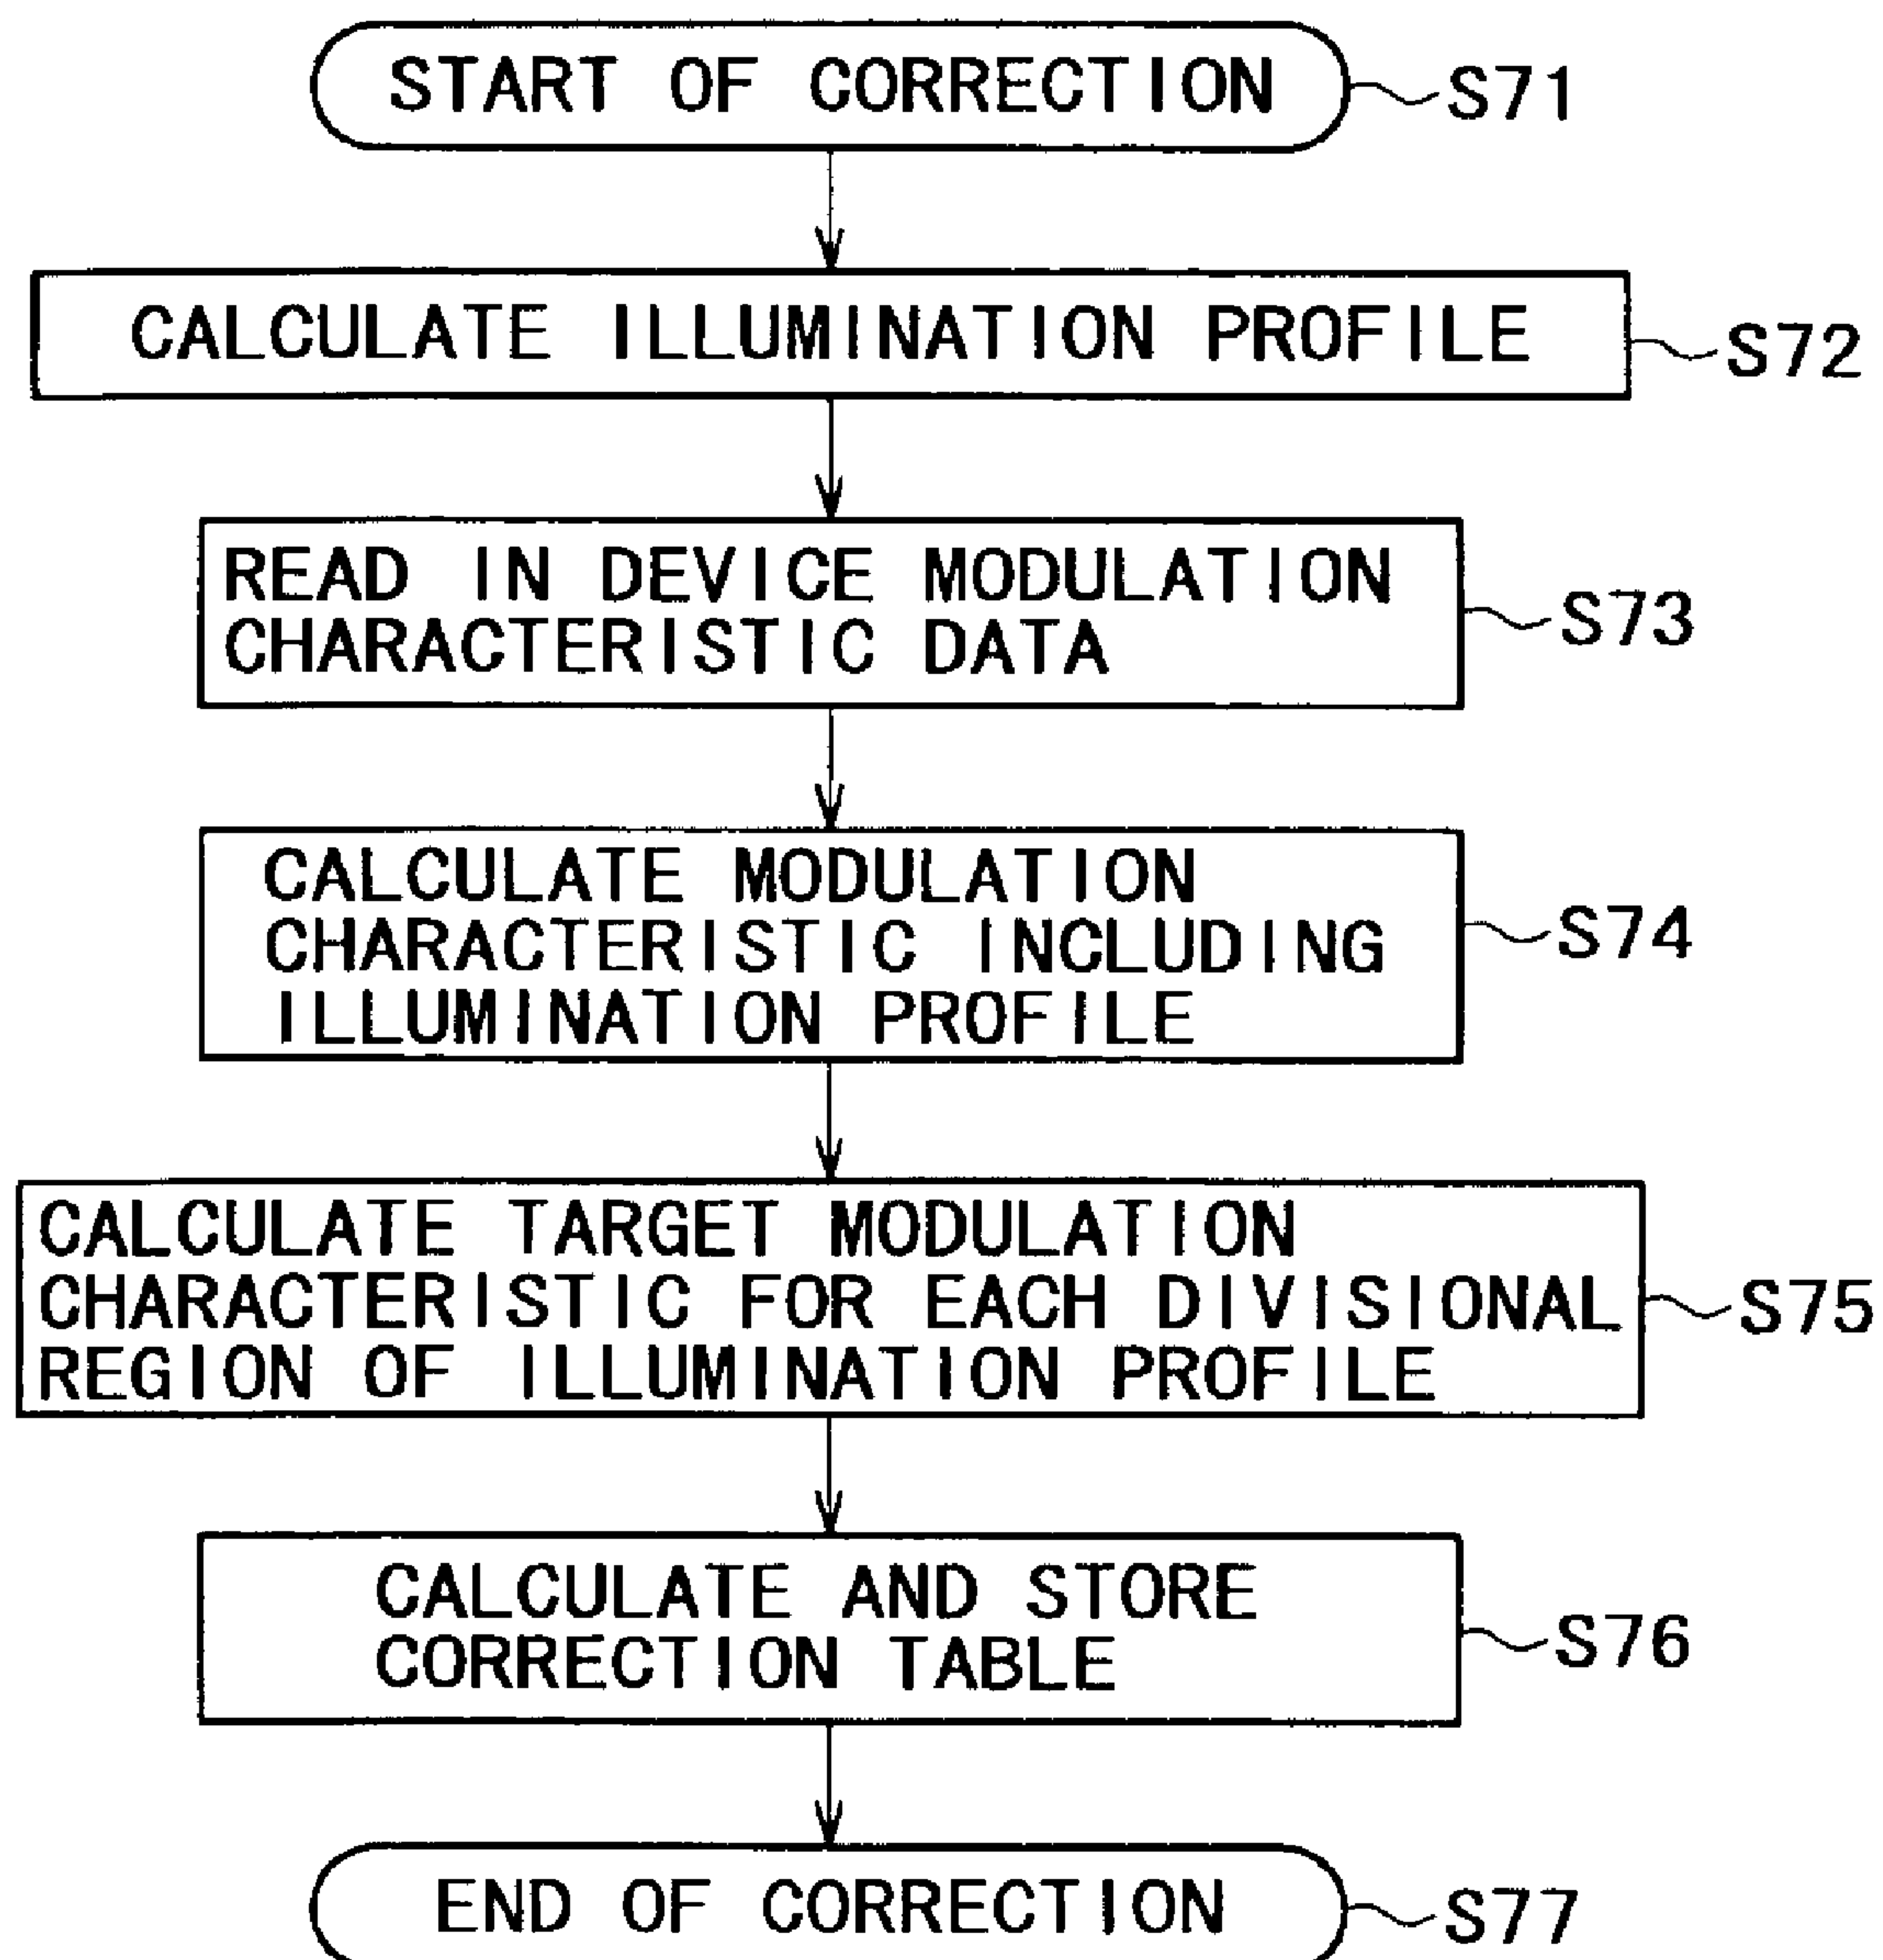 START OF CORRECTION
S71
CALCULATE ILLUMINATION PROFILE
S72
READ IN DEVICE MODULATION
CHARACTERISTIC DATA
S73
CALCULATE MODULATION
CHARACTERISTIC INCLUDING
ILLUMINATION PROFILE
S74
CALCULATE TARGET MODULATION
CHARACTERISTIC FOR EACH DIVISIONAL
REGION OF ILLUMINATION PROFILE
S75
CALCULATE AND STORE
CORRECTION TABLE
S76
END OF CORRECTION
S77